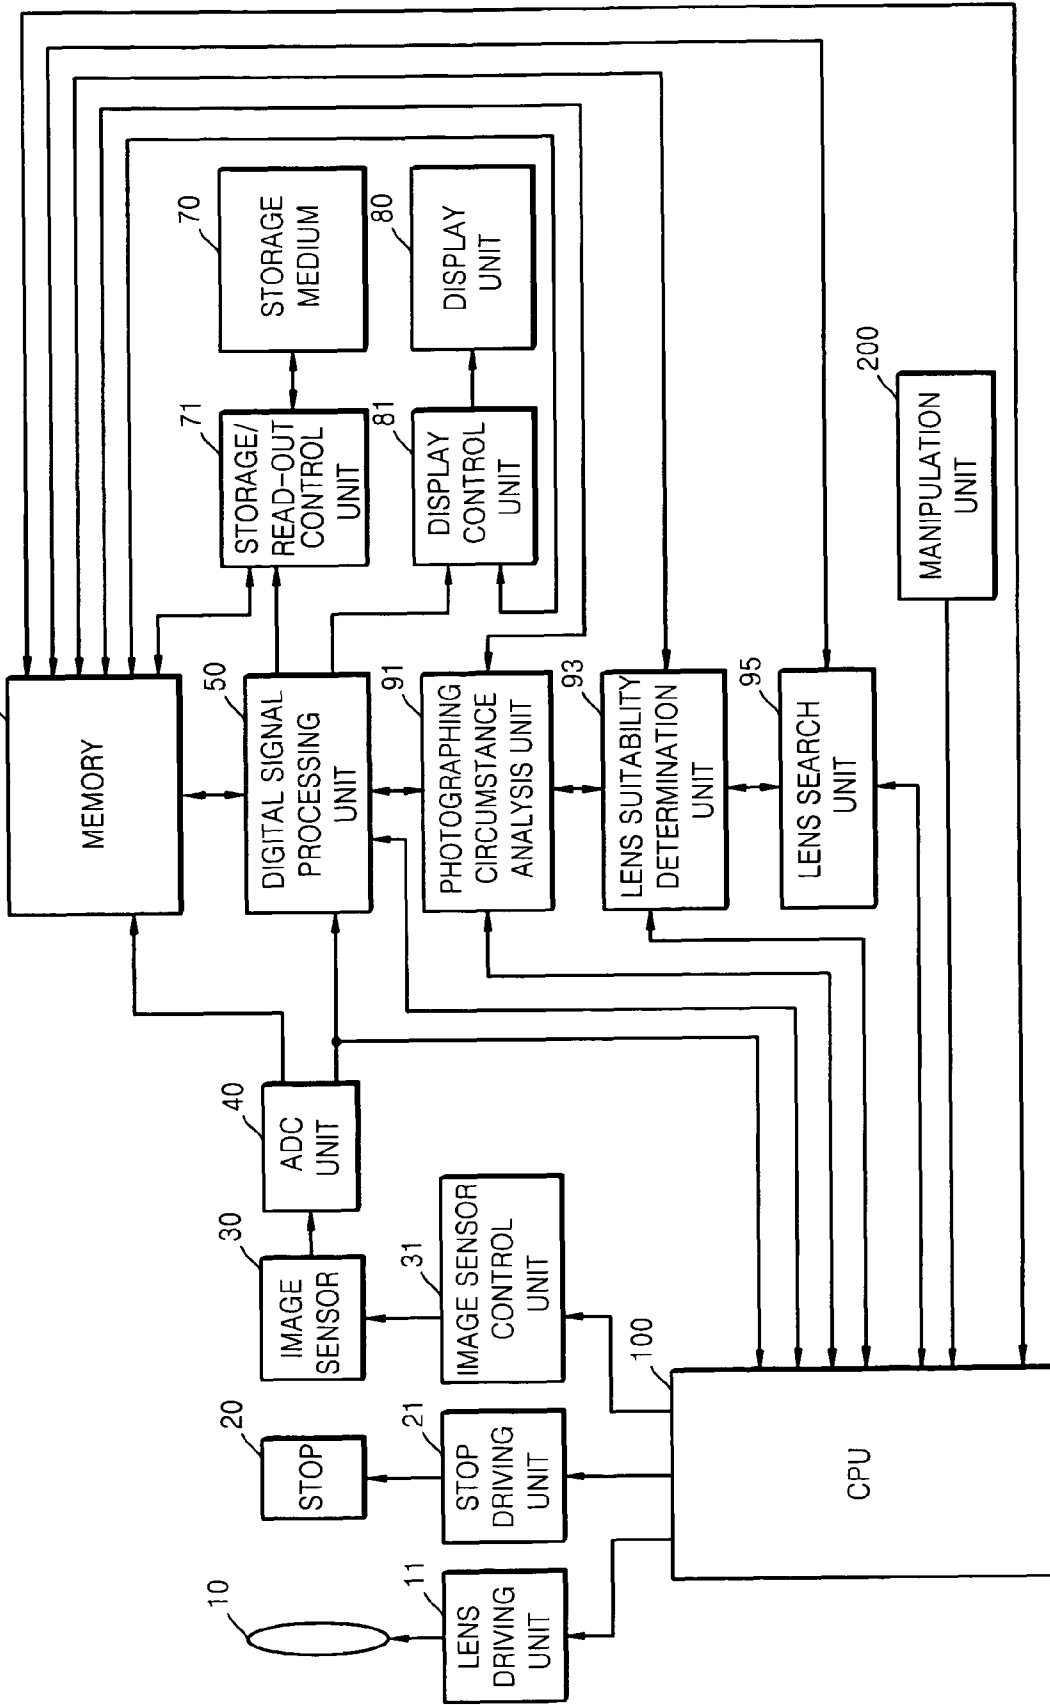 MEMORY
70
STORAGE
MEDIUM
71
STORAGE/
READ-OUT
CONTROL
UNIT
80
DISPLAY
UNIT
81
DISPLAY
CONTROL
UNIT
50
DIGITAL SIGNAL
PROCESSING
UNIT
91
PHOTOGRAPHING
CIRCUMSTANCE
ANALYSIS UNIT
93
LENS SUITABILITY
DETERMINATION
UNIT
95
LENS SEARCH
UNIT
200
MANIPULATION
UNIT
40
ADC
UNIT
30
IMAGE
SENSOR
31
IMAGE SENSOR
CONTROL
UNIT
20
STOP
21
STOP
DRIVING
UNIT
10
11
LENS
DRIVING
UNIT
100
CPU